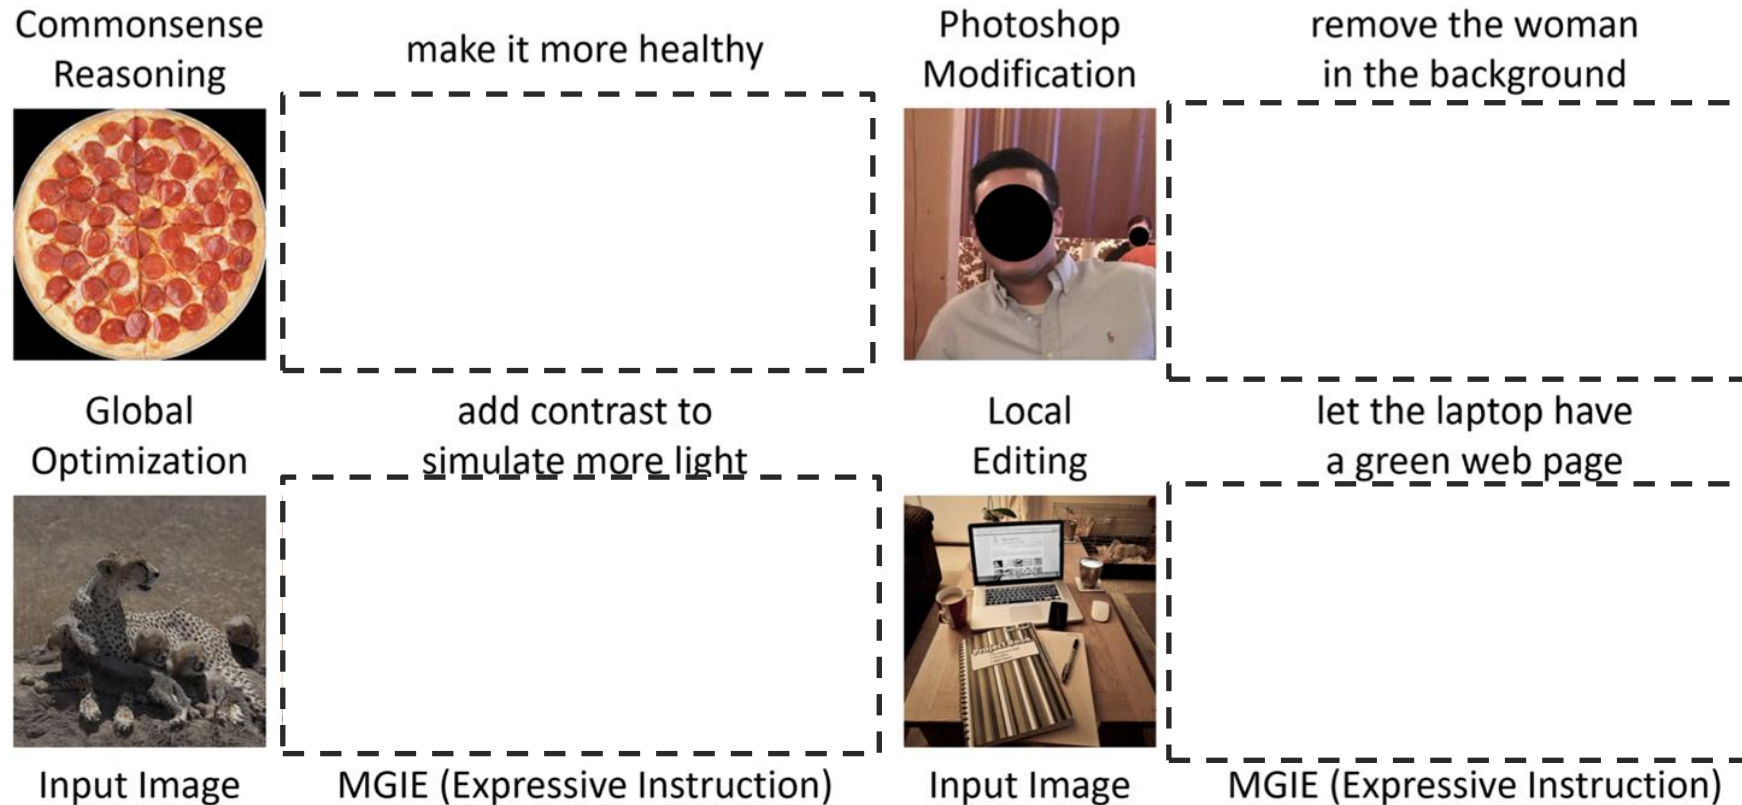 Commonsense
Reasoning
make it more healthy
Photoshop
Modification
remove the woman
in the background
Global
Optimization
add contrast to
simulate more light
Local
Editing
let the laptop have
a green web page
Input Image
MGIE (Expressive Instruction)
Input Image
MGIE (Expressive Instruction)